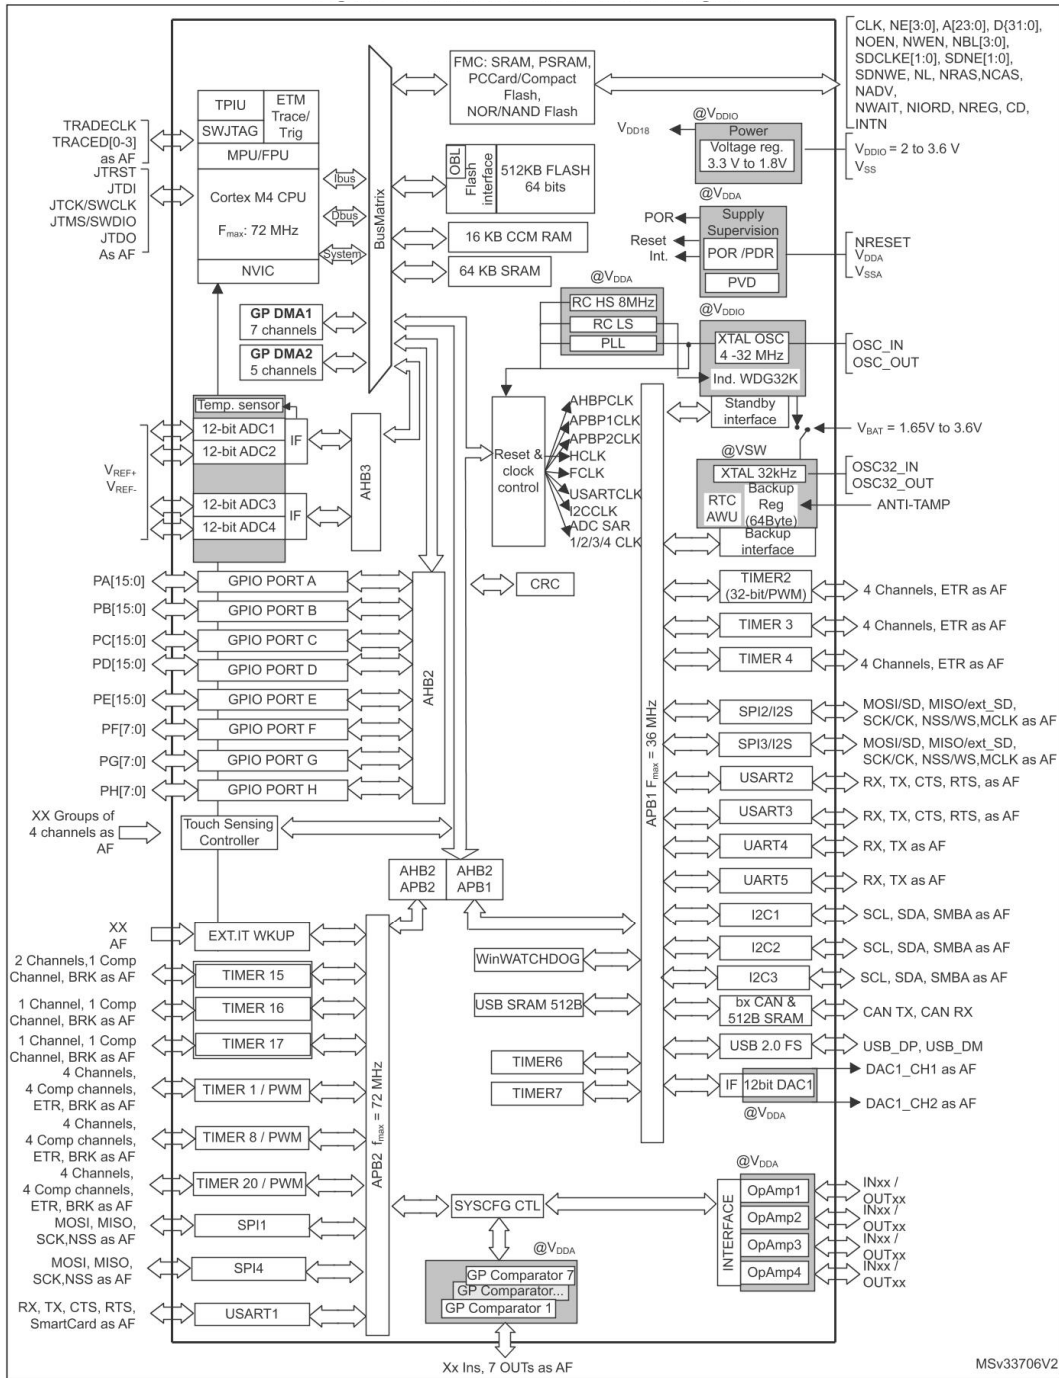 CLK, NE[3:0], A[23:0], D{31:0],
NOEN, NWEN, NBL[3:0],
SDCLKE[1:0], SDNE[1:0],
SDNWE, NL, NRAS,NCAS,
NADV,
NWAIT, NIORD, NREG, CD,
INTN
FMC: SRAM, PSRAM,
PCCard/Compact
Flash,
NOR/NAND Flash
TPIU
ETM
Trace/
Trig
SWJTAG
MPU/FPU
Cortex M4 CPU
Fmax: 72 MHz
NVIC
TRADECLK
TRACED[0-3]
as AF
JTRST
JTDI
JTCK/SWCLK
JTMS/SWDIO
JTDO
As AF
Ibus
Dbus
System
BusMatrix
OBL
Flash
interface
512KB FLASH
64 bits
16 KB CCM RAM
64 KB SRAM
@VDDIO
VDD18
Power
Voltage reg.
3.3 V to 1.8V
VDDIO = 2 to 3.6 V
VSS
@VDDA
Supply
Supervision
POR /PDR
PVD
POR
Reset
Int.
NRESET
VDDA
VSSA
@VDDA
RC HS 8MHz
RC LS
PLL
@VDDIO
XTAL OSC
4 -32 MHz
Ind. WDG32K
Standby
interface
OSC_IN
OSC_OUT
VBAT = 1.65V to 3.6V
@VSW
XTAL 32kHz
RTC
AWU
Backup
Reg
(64Byte)
Backup
interface
OSC32_IN
OSC32_OUT
ANTI-TAMP
GP DMA1
7 channels
GP DMA2
5 channels
Temp. sensor
12-bit ADC1
12-bit ADC2
IF
12-bit ADC3
12-bit ADC4
IF
VREF+
VREF-
AHB3
Reset &
clock
control
AHBPCLK
APBP1CLK
APBP2CLK
HCLK
FCLK
USARTCLK
I2CCLK
ADC SAR
1/2/3/4 CLK
CRC
PA[15:0]
GPIO PORT A
PB[15:0]
GPIO PORT B
PC[15:0]
GPIO PORT C
PD[15:0]
GPIO PORT D
PE[15:0]
GPIO PORT E
PF[7:0]
GPIO PORT F
PG[7:0]
GPIO PORT G
PH[7:0]
GPIO PORT H
AHB2
XX Groups of
4 channels as
AF
Touch Sensing
Controller
AHB2
APB2
AHB2
APB1
APB1 Fmax = 36 MHz
TIMER2
(32-bit/PWM)
4 Channels, ETR as AF
TIMER 3
4 Channels, ETR as AF
TIMER 4
4 Channels, ETR as AF
SPI2/I2S
MOSI/SD, MISO/ext_SD,
SCK/CK, NSS/WS,MCLK as AF
SPI3/I2S
MOSI/SD, MISO/ext_SD,
SCK/CK, NSS/WS,MCLK as AF
USART2
RX, TX, CTS, RTS, as AF
USART3
RX, TX, CTS, RTS, as AF
UART4
RX, TX as AF
UART5
RX, TX as AF
I2C1
SCL, SDA, SMBA as AF
I2C2
SCL, SDA, SMBA as AF
I2C3
SCL, SDA, SMBA as AF
bx CAN &
512B SRAM
CAN TX, CAN RX
USB 2.0 FS
USB_DP, USB_DM
IF
12bit DAC1
@VDDA
DAC1_CH1 as AF
DAC1_CH2 as AF
WinWATCHDOG
USB SRAM 512B
TIMER6
TIMER7
XX
AF
EXT.IT WKUP
2 Channels,1 Comp
Channel, BRK as AF
TIMER 15
1 Channel, 1 Comp
Channel, BRK as AF
TIMER 16
1 Channel, 1 Comp
Channel, BRK as AF
TIMER 17
4 Channels,
4 Comp channels,
ETR, BRK as AF
TIMER 1 / PWM
4 Channels,
4 Comp channels,
ETR, BRK as AF
TIMER 8 / PWM
4 Channels,
4 Comp channels,
ETR, BRK as AF
TIMER 20 / PWM
MOSI, MISO,
SCK,NSS as AF
SPI1
MOSI, MISO,
SCK,NSS as AF
SPI4
RX, TX, CTS, RTS,
SmartCard as AF
USART1
APB2 fmax = 72 MHz
SYSCFG CTL
@VDDA
GP Comparator 7
GP Comparator...
GP Comparator 1
Xx Ins, 7 OUTs as AF
@VDDA
INTERFACE
OpAmp1
INxx /
OUTxx
OpAmp2
INxx /
OUTxx
OpAmp3
INxx /
OUTxx
OpAmp4
INxx /
OUTxx
MSv33706V2